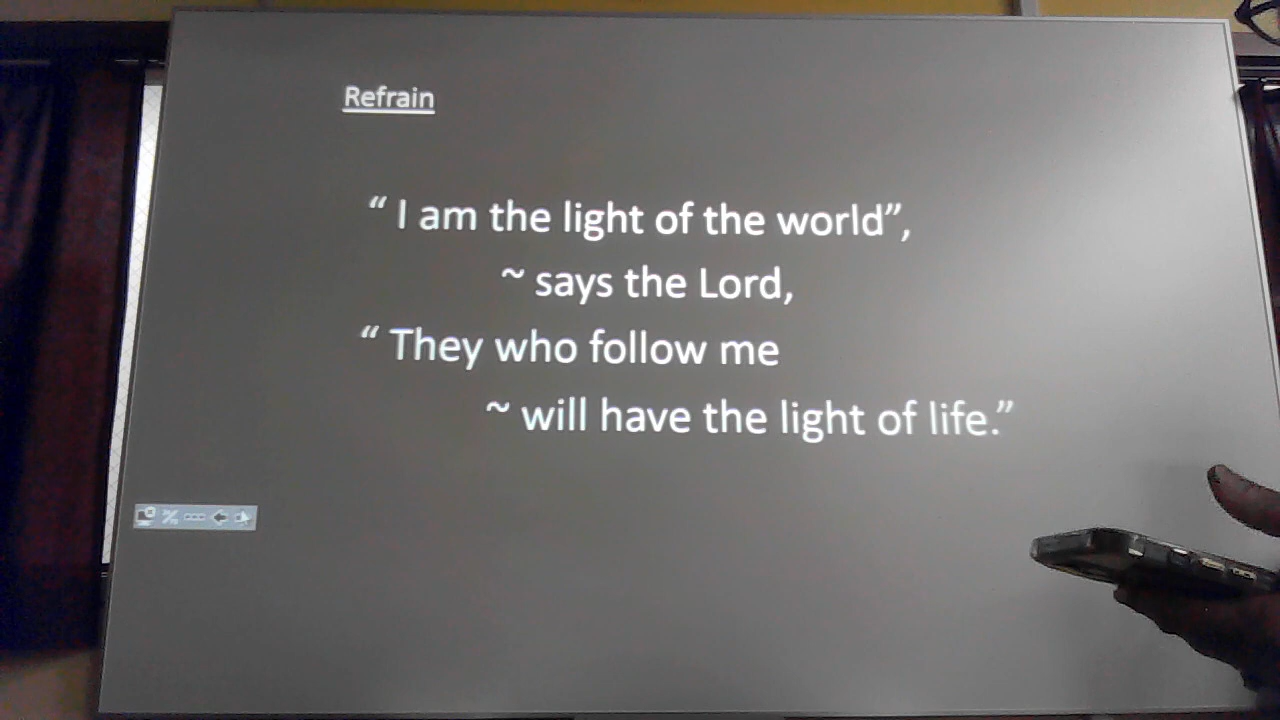 Refrain
“ I am the light of the world”,
~ says the Lord,
“ They who follow me
~ will have the light of life.”